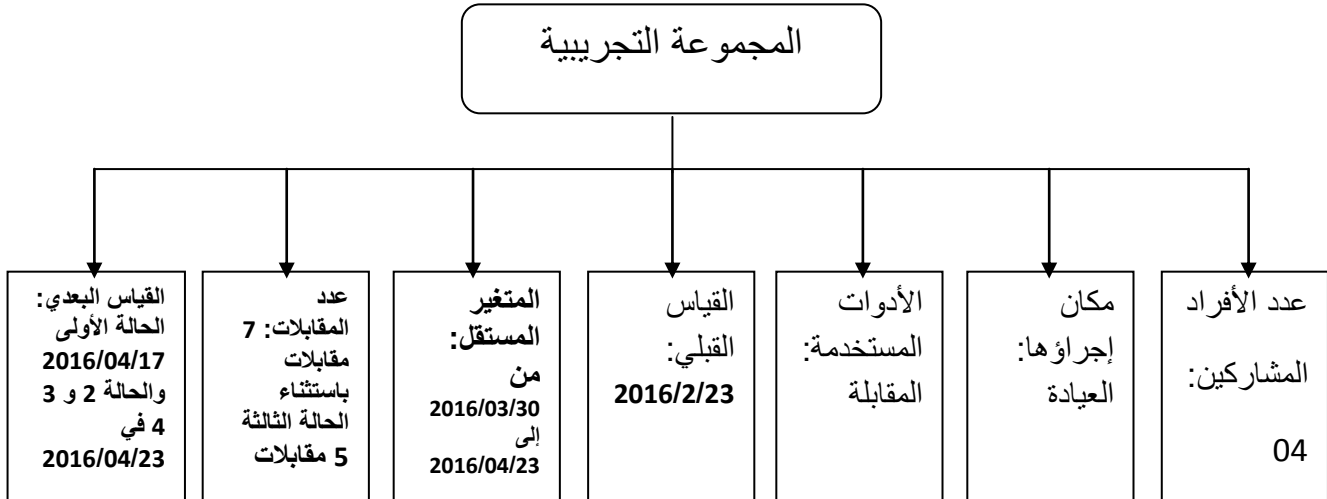 المجموعة التجريبية
عدد الأفراد
المشاركين:
04
مكان
إجراؤها:
العيادة
الأدوات
المستخدمة:
المقابلة
القياس
القبلي:
2016/2/23
المتغير
المستقل:
من
2016/03/30
إلى
2016/04/23
عدد
المقابلات: 7
مقابلات
باستثناء
الحالة الثالثة
5 مقابلات
القياس البعدي:
الحالة الأولى
2016/04/17
والحالة 2 و 3
4 في
2016/04/23